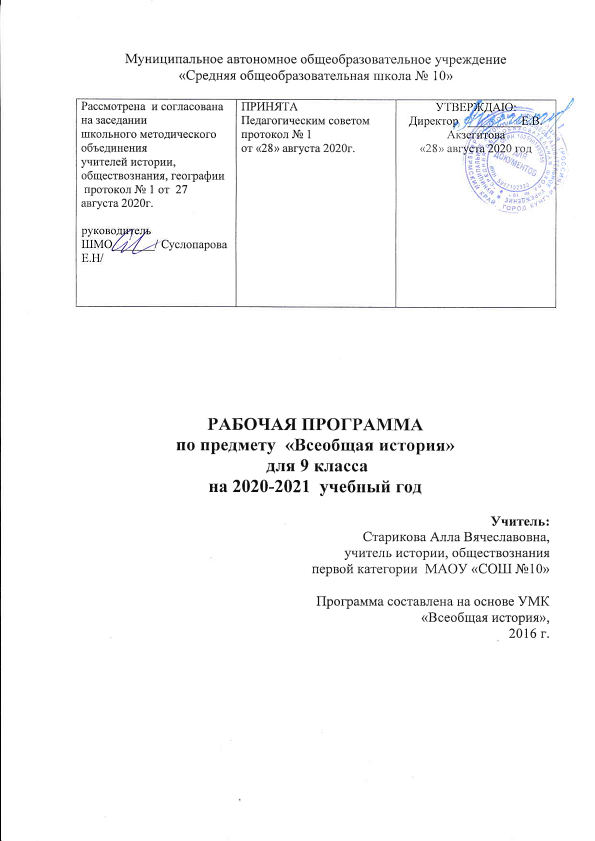 Муниципальное автономное общеобразовательное учреждение
«Средняя общеобразовательная школа № 10»
Рассмотрена и согласована
на заседании
школьного методического
объединения
учителей истории,
обществознания, географии
протокол № 1 от 27
августа 2020г.
руководитель
ШМО / Суслопарова
Е.Н/
ПРИНЯТА
Педагогическим советом
протокол № 1
от «28» августа 2020г.
УТВЕРЖДАЮ:
Директор Е.В.
Акзегитова
«28» августа 2020 год
ДЛЯ
ДОКУМЕНТОВ
РАБОЧАЯ ПРОГРАММА
по предмету «Всеобщая история»
для 9 класса
на 2020-2021 учебный год
Учитель:
Старикова Алла Вячеславовна,
учитель истории, обществознания
первой категории МАОУ «СОШ №10»
Программа составлена на основе УМК
«Всеобщая история»,
2016 г.